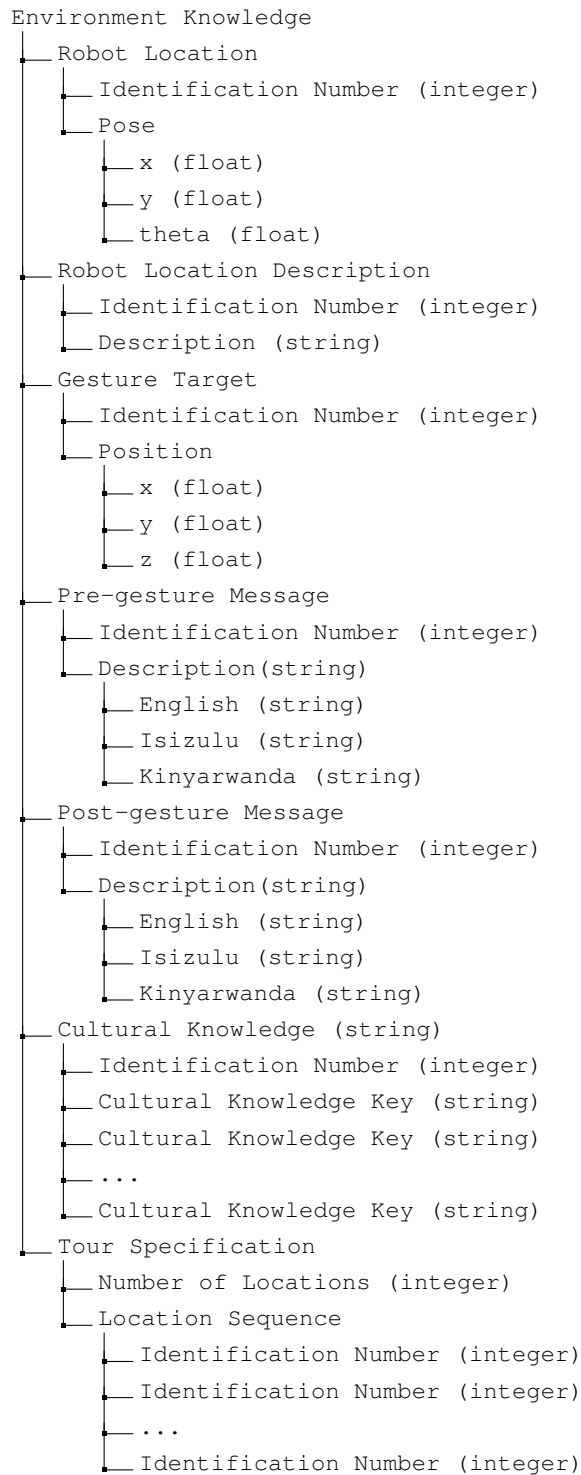 Environment Knowledge
Robot Location
Identification Number (integer)
Pose
x (float)
y (float)
theta (float)
Robot Location Description
Identification Number (integer)
Description (string)
Gesture Target
Identification Number (integer)
Position
x (float)
y (float)
z (float)
Pre-gesture Message
Identification Number (integer)
Description(string)
English (string)
Isizulu (string)
Kinyarwanda (string)
Post-gesture Message
Identification Number (integer)
Description(string)
English (string)
Isizulu (string)
Kinyarwanda (string)
Cultural Knowledge (string)
Identification Number (integer)
Cultural Knowledge Key (string)
Cultural Knowledge Key (string)
...
Cultural Knowledge Key (string)
Tour Specification
Number of Locations (integer)
Location Sequence
Identification Number (integer)
Identification Number (integer)
...
Identification Number (integer)